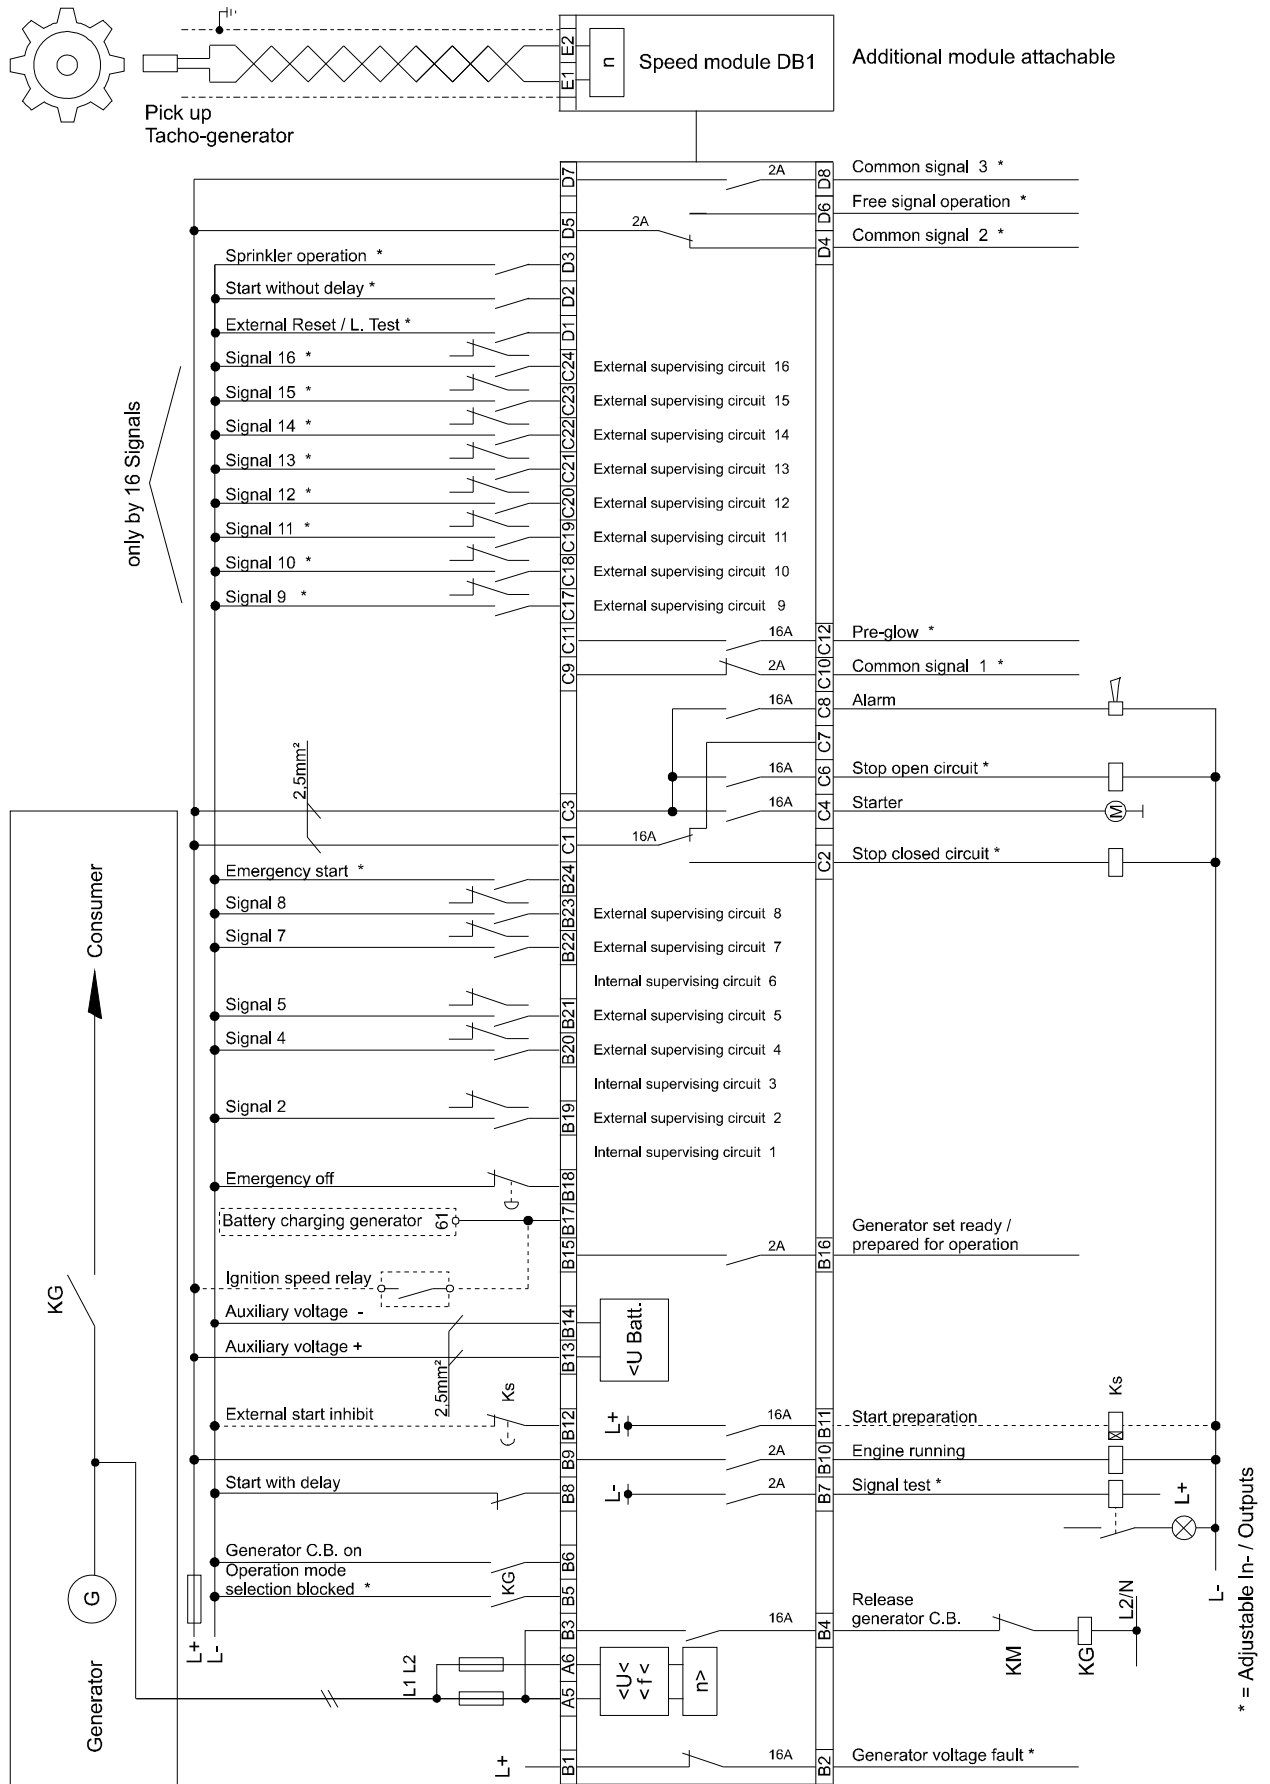 E2
E1
n
Speed module DB1
Additional module attachable
Pick up
Tacho-generator
D7
2A
D8
Common signal 3 *
D6
Free signal operation *
D5
2A
D4
Common signal 2 *
Sprinkler operation *
D3
Start without delay *
D2
External Reset / L. Test *
D1
only by 16 Signals
Signal 16 *
C24
External supervising circuit 16
Signal 15 *
C23
External supervising circuit 15
Signal 14 *
C22
External supervising circuit 14
Signal 13 *
C21
External supervising circuit 13
Signal 12 *
C20
External supervising circuit 12
Signal 11 *
C19
External supervising circuit 11
Signal 10 *
C18
External supervising circuit 10
Signal 9 *
C17
External supervising circuit 9
C11
16A
C12
Pre-glow *
C9
2A
C10
Common signal 1 *
16A
C8
Alarm
C7
2,5mm²
16A
C6
Stop open circuit *
C3
16A
C4
Starter
M
C1
16A
C2
Stop closed circuit *
Emergency start *
B24
Signal 8
B23
External supervising circuit 8
Signal 7
B22
External supervising circuit 7
Internal supervising circuit 6
Signal 5
B21
External supervising circuit 5
Signal 4
B20
External supervising circuit 4
Internal supervising circuit 3
Signal 2
B19
External supervising circuit 2
Internal supervising circuit 1
Emergency off
B18
Battery charging generator 61
B17
B15
2A
B16
Generator set ready /
prepared for operation
Ignition speed relay
Auxiliary voltage -
B14
Auxiliary voltage +
B13
<U Batt.
2,5mm²
External start inhibit
Ks
B12
L+
16A
B11
Start preparation
Ks
B9
2A
B10
Engine running
Start with delay
B8
L-
2A
B7
Signal test *
L+
Generator C.B. on
B6
Operation mode
selection blocked *
KG
B5
L-
B3
16A
B4
Release
generator C.B.
KM
KG
L2/N
L+
L-
L1 L2
A6
A5
<U<
<f<
n>
L+
B1
16A
B2
Generator voltage fault *
Consumer
KG
G
Generator
* = Adjustable In- / Outputs